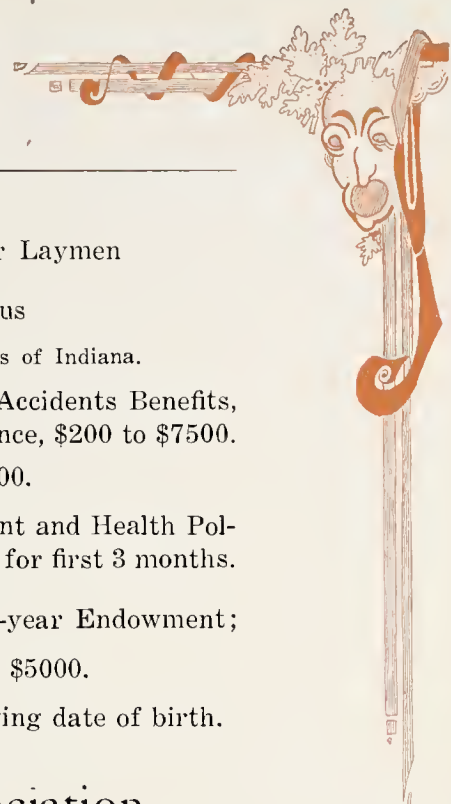 r Laymen
us
s of Indiana.
Accidents Benefits,
nce, $200 to $7500.
00.
nt and Health Pol-
for first 3 months.
-year Endowment;
$5000.
ing date of birth.
ociation